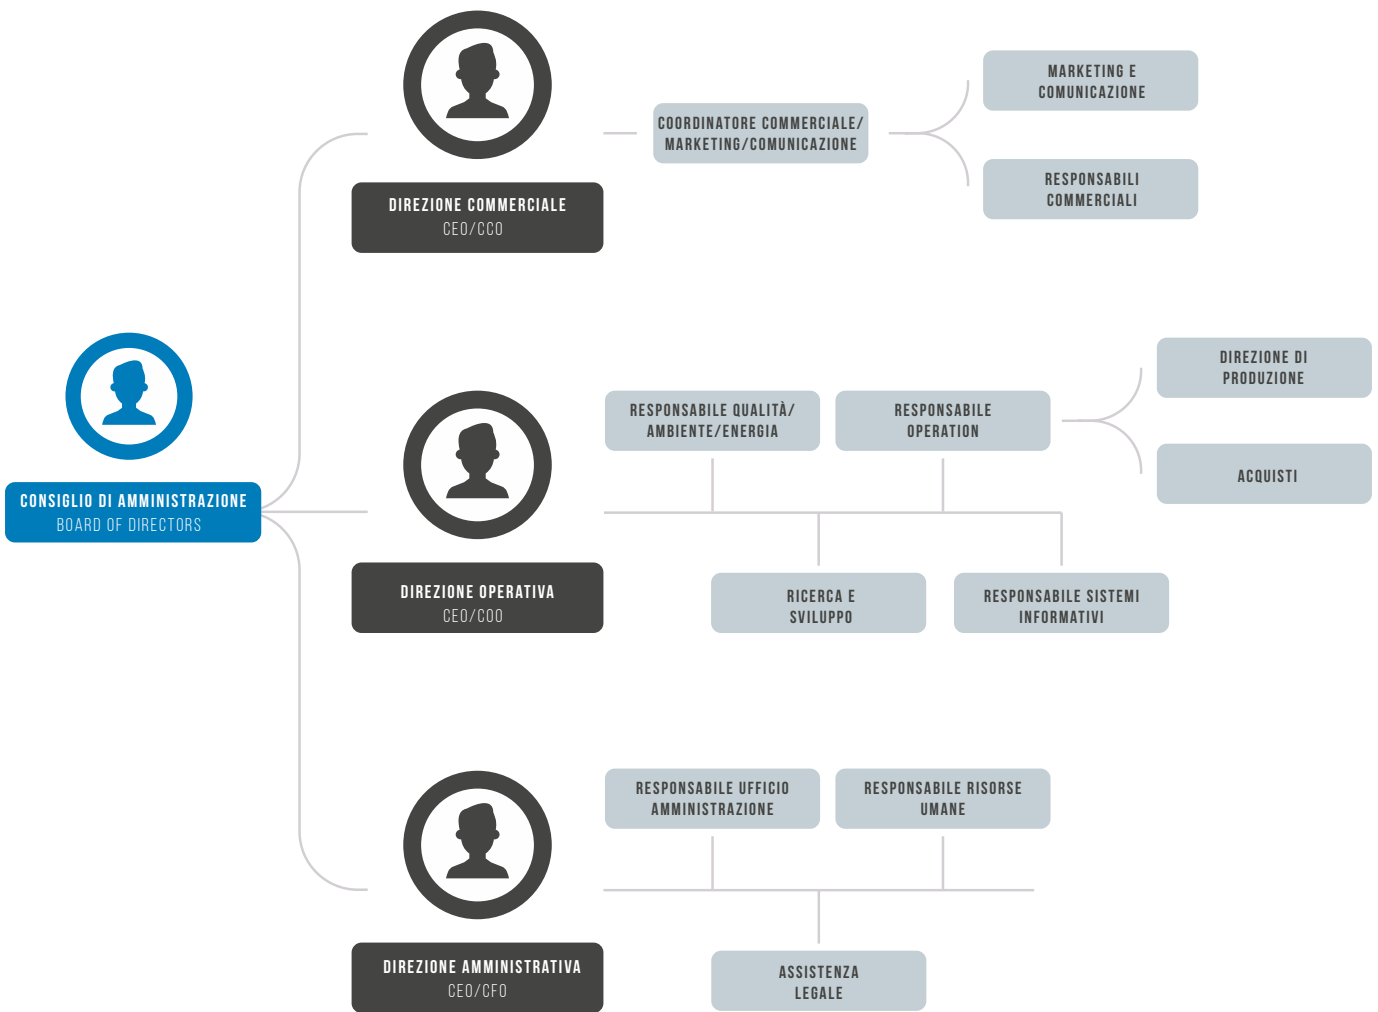 MARKETING E
COMUNICAZIONE
COORDINATORE COMMERCIALE/
MARKETING/COMUNICAZIONE
RESPONSABILI
COMMERCIALI
DIREZIONE COMMERCIALE
CEO/CCO
CONSIGLIO DI AMMINISTRAZIONE
BOARD OF DIRECTORS
DIREZIONE DI
PRODUZIONE
RESPONSABILE QUALITÀ/
AMBIENTE/ENERGIA
RESPONSABILE
OPERATION
ACQUISTI
DIREZIONE OPERATIVA
CEO/COO
RICERCA E
SVILUPPO
RESPONSABILE SISTEMI
INFORMATIVI
RESPONSABILE UFFICIO
AMMINISTRAZIONE
RESPONSABILE RISORSE
UMANE
DIREZIONE AMMINISTRATIVA
CEO/CFO
ASSISTENZA
LEGALE